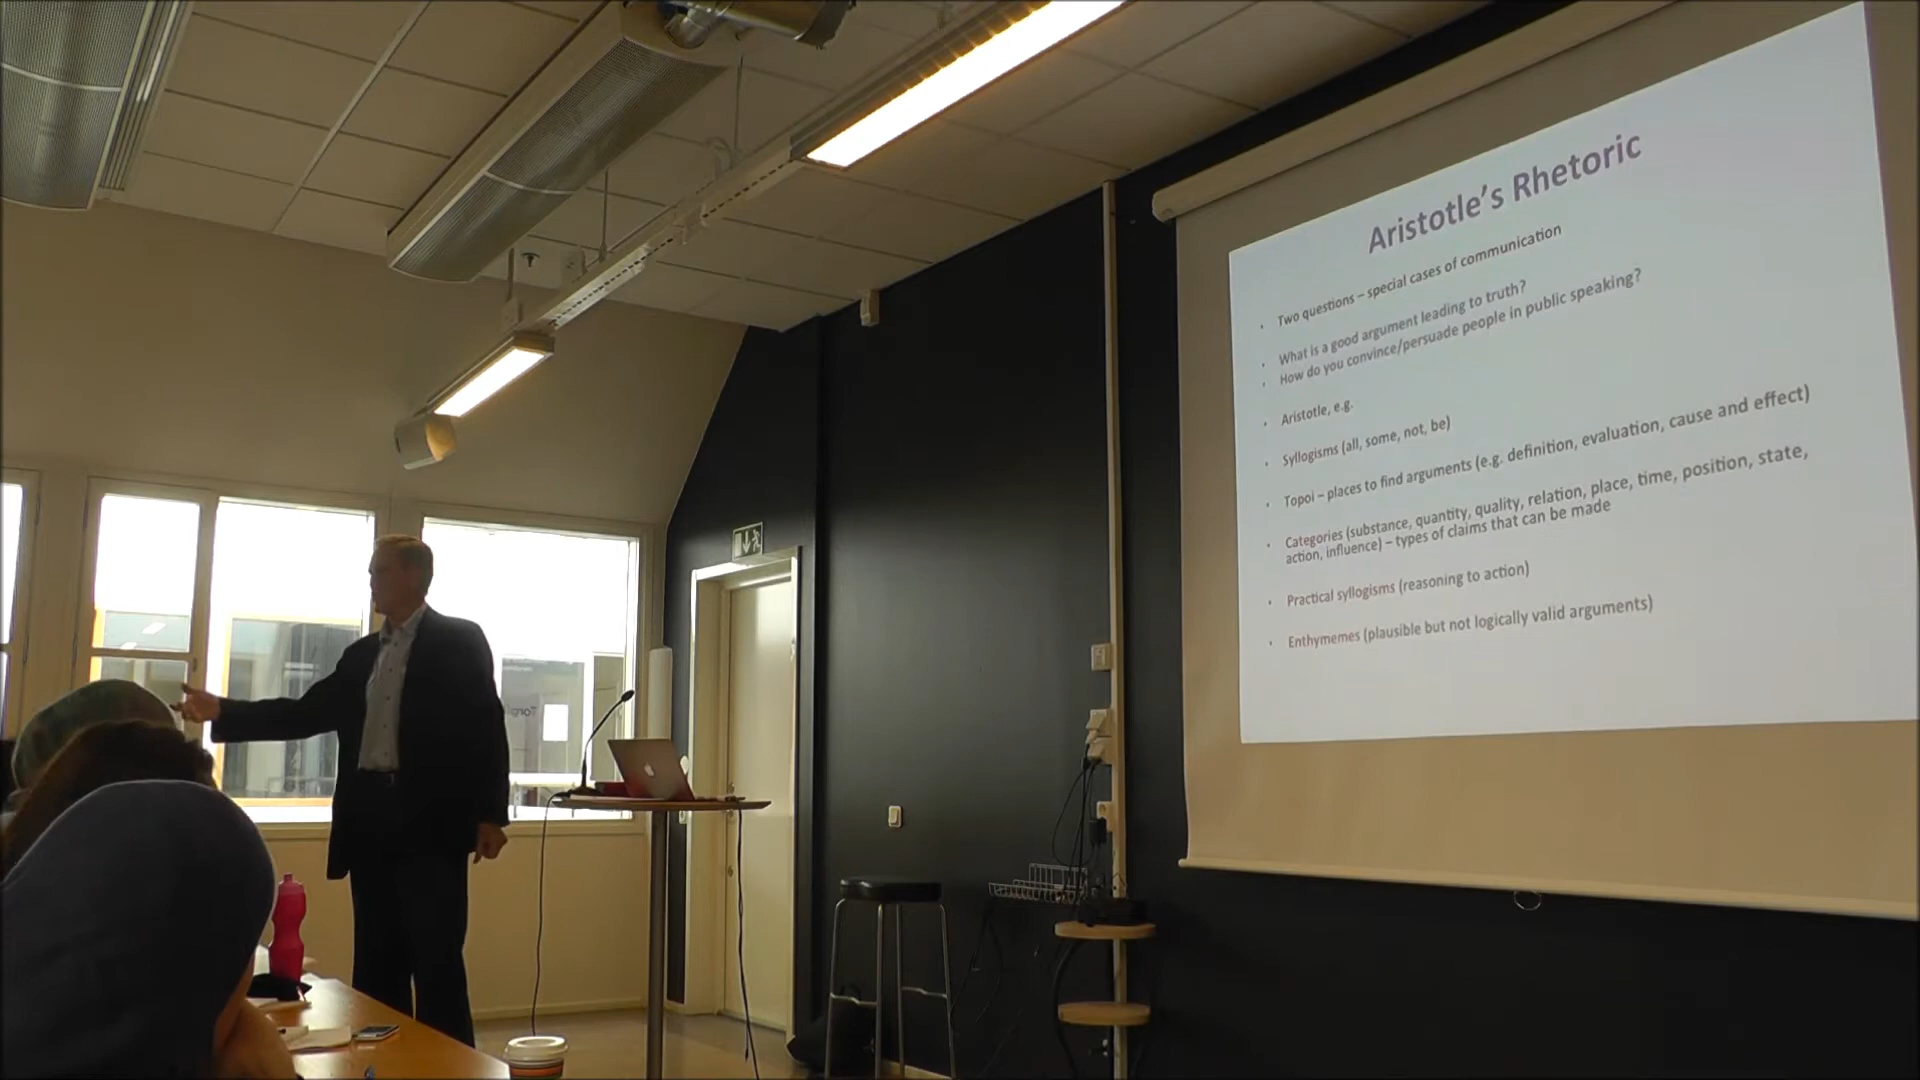 Aristotle's Rhetoric
• Two questions – special cases of communication
• What is a good argument leading to truth?
• How do you convince/persuade people in public speaking?
• Aristotle, e.g.
• Syllogisms (all, some, not, be)
• Topoi – places to find arguments (e.g. definition, evaluation, cause and effect)
• Categories (substance, quantity, quality, relation, place, time, position, state,
action, influence) – types of claims that can be made
• Practical syllogisms (reasoning to action)
• Enthymemes (plausible but not logically valid arguments)